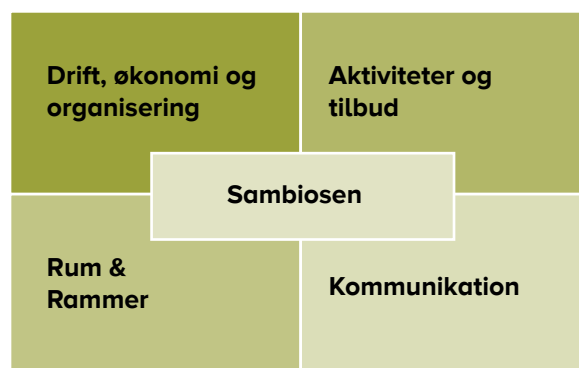 Drift, økonomi og
organisering
Aktiviteter og
tilbud
Sambiosen
Rum &
Rammer
Kommunikation